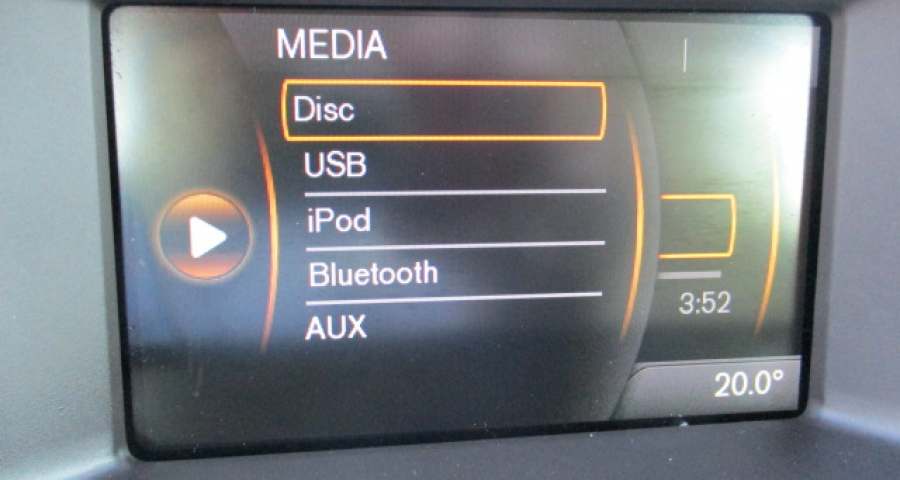 MEDIA
Disc
USB
iPod
Bluetooth
AUX
3:52
20.0°